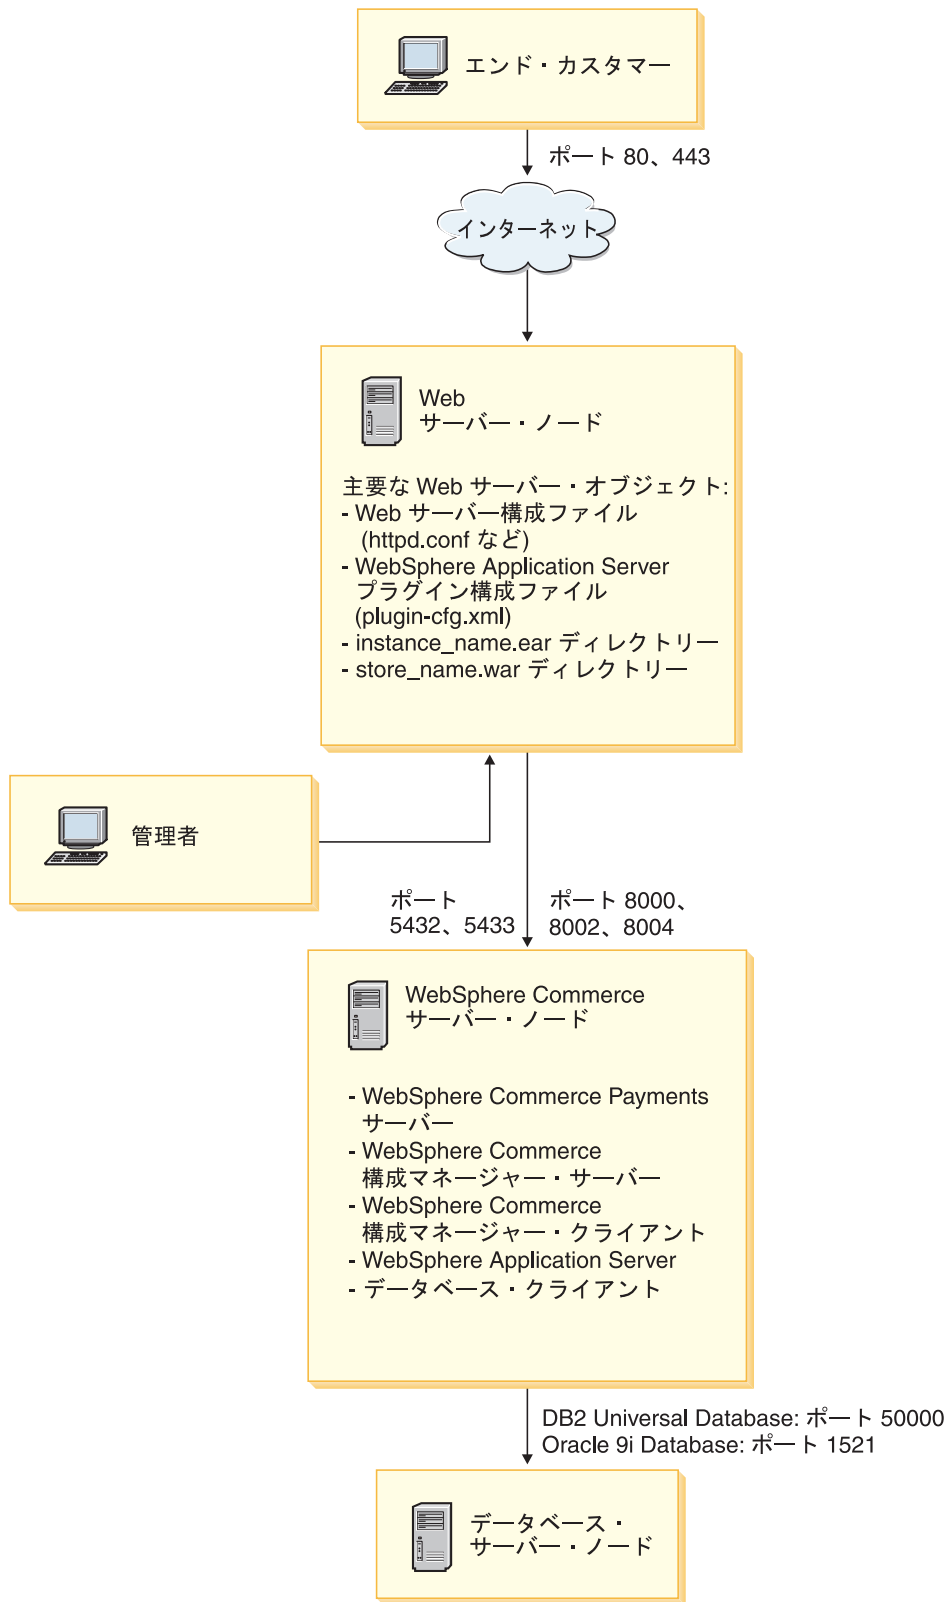 エンド・カスタマー
ポート 80、443
インターネット
Web
サーバー・ノード
主要な Web サーバー・オブジェクト:
- Web サーバー構成ファイル
(httpd.conf など)
- WebSphere Application Server
プラグイン構成ファイル
(plugin-cfg.xml)
- instance_name.ear ディレクトリー
- store_name.war ディレクトリー
管理者
ポート
5432、5433
ポート 8000、
8002、8004
WebSphere Commerce
サーバー・ノード
- WebSphere Commerce Payments
サーバー
- WebSphere Commerce
構成マネージャー・サーバー
- WebSphere Commerce
構成マネージャー・クライアント
- WebSphere Application Server
- データベース・クライアント
DB2 Universal Database: ポート 50000
Oracle 9i Database: ポート 1521
データベース・
サーバー・ノード